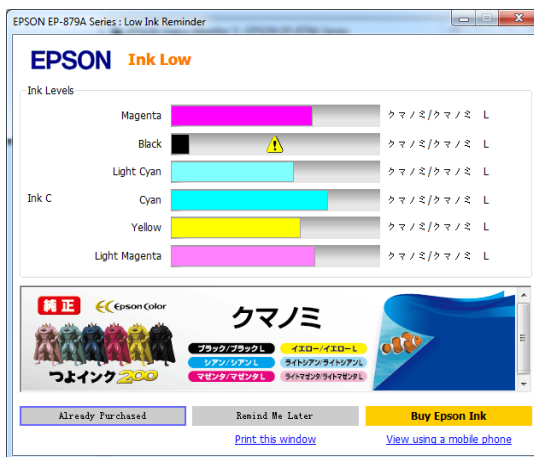 EPSON EP-879A Series : Low Ink Reminder
EPSON Ink Low
Ink Levels
Magenta クマノミ/クマノミ L
Black クマノミ/クマノミ L
Light Cyan クマノミ/クマノミ L
Ink C Cyan クマノミ/クマノミ L
Yellow クマノミ/クマノミ L
Light Magenta クマノミ/クマノミ L
純正 Epson Color
クマノミ
ブラック/ブラックL イエロー/イエローL
シアン/シアンL ライトシアン/ライトシアンL
マゼンタ/マゼンタL ライトマゼンタ/ライトマゼンタL
つよインク200
Already Purchased Remind Me Later Buy Epson Ink
Print this window View using a mobile phone